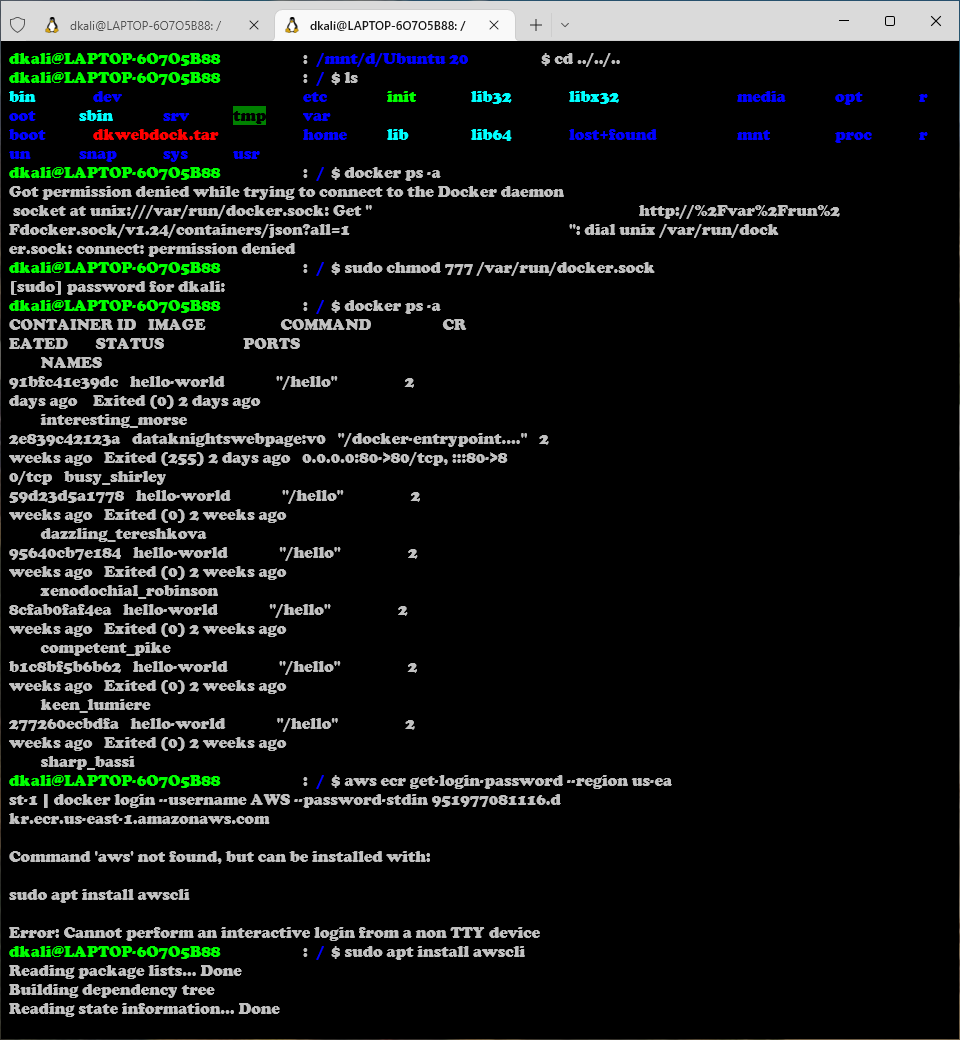 dkali@LAPTOP-6O7O5B88: /
dkali@LAPTOP-6O7O5B88: /
dkali@LAPTOP-6O7O5B88 : /mnt/d/Ubuntu 20 $ cd ../../..
dkali@LAPTOP-6O7O5B88 : / $ ls
bin dev etc init lib32 libx32 media opt r
oot sbin srv tmp var
boot dkwebdock.tar home lib lib64 lost+found mnt proc r
un snap sys usr
dkali@LAPTOP-6O7O5B88 : / $ docker ps -a
Got permission denied while trying to connect to the Docker daemon
socket at unix:///var/run/docker.sock: Get " http://%2Fvar%2Frun%2
Fdocker.sock/v1.24/containers/json?all=1 ": dial unix /var/run/dock
er.sock: connect: permission denied
dkali@LAPTOP-6O7O5B88 : / $ sudo chmod 777 /var/run/docker.sock
[sudo] password for dkali:
dkali@LAPTOP-6O7O5B88 : / $ docker ps -a
CONTAINER ID IMAGE COMMAND CR
EATED STATUS PORTS
NAMES
91bfc41e39dc hello-world "/hello" 2
days ago Exited (0) 2 days ago
interesting_morse
2e839c42123a dataknightswebpage:v0 "/docker-entrypoint.…" 2
weeks ago Exited (255) 2 days ago 0.0.0.0:80->80/tcp, :::80->8
0/tcp busy_shirley
59d23d5a1778 hello-world "/hello" 2
weeks ago Exited (0) 2 weeks ago
dazzling_tereshkova
95640cb7e184 hello-world "/hello" 2
weeks ago Exited (0) 2 weeks ago
xenodochial_robinson
8cfab0faf4ea hello-world "/hello" 2
weeks ago Exited (0) 2 weeks ago
competent_pike
b1c8bf5b6b62 hello-world "/hello" 2
weeks ago Exited (0) 2 weeks ago
keen_lumiere
277260ecbdfa hello-world "/hello" 2
weeks ago Exited (0) 2 weeks ago
sharp_bassi
dkali@LAPTOP-6O7O5B88 : / $ aws ecr get-login-password --region us-ea
st-1 | docker login --username AWS --password-stdin 951977081116.d
kr.ecr.us-east-1.amazonaws.com
Command 'aws' not found, but can be installed with:
sudo apt install awscli
Error: Cannot perform an interactive login from a non TTY device
dkali@LAPTOP-6O7O5B88 : / $ sudo apt install awscli
Reading package lists... Done
Building dependency tree
Reading state information... Done